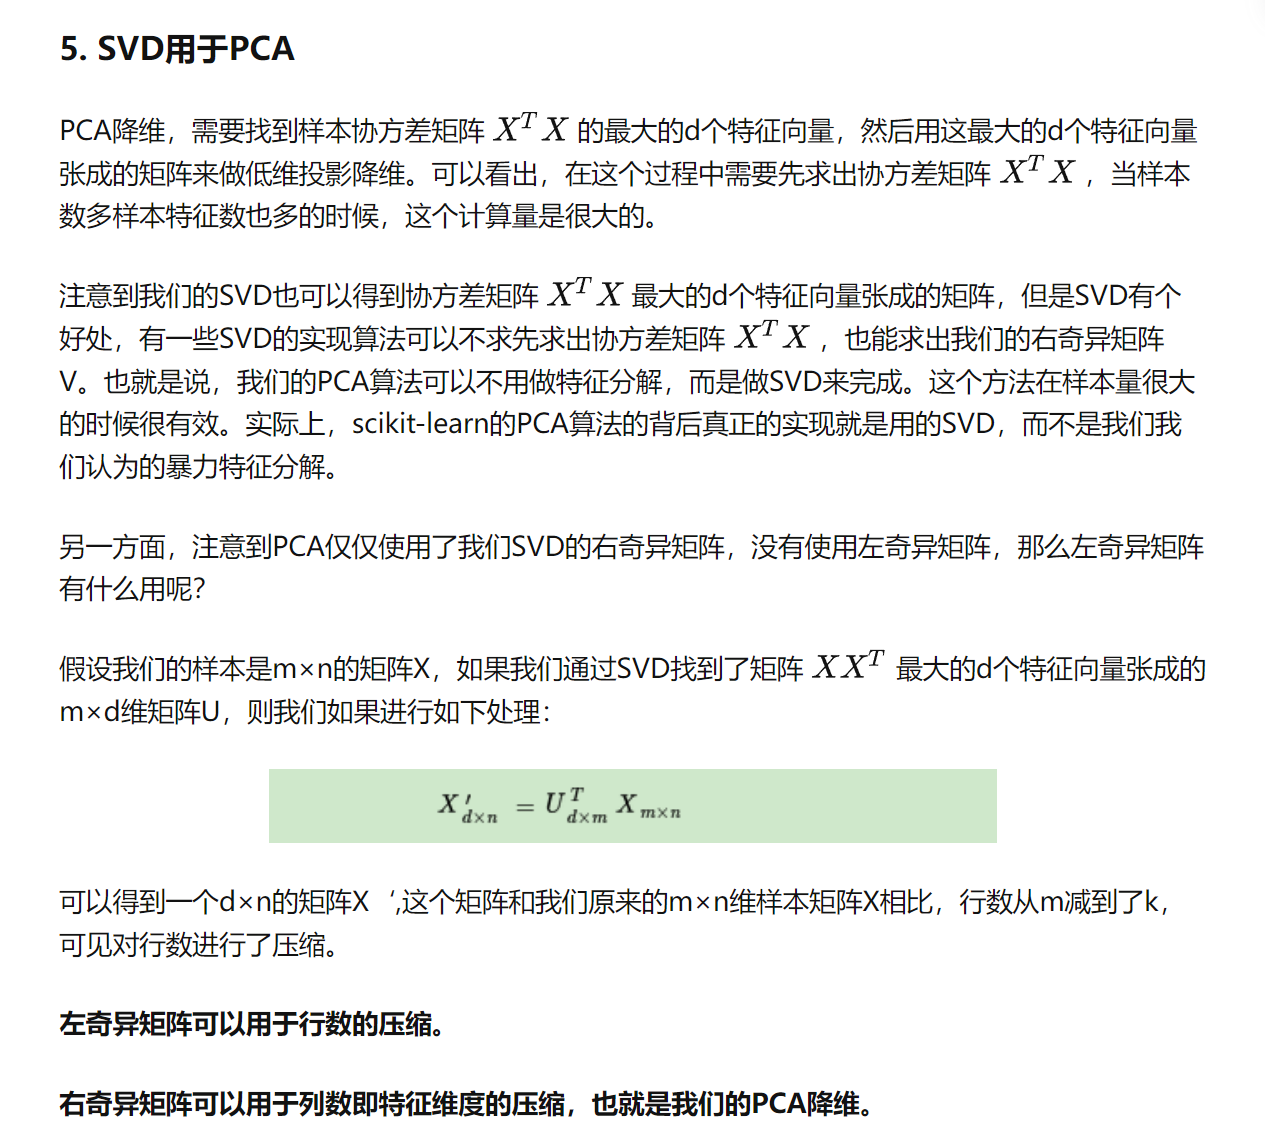 5. SVD用于PCA
PCA降维，需要找到样本协方差矩阵 X^T X 的最大的d个特征向量，然后用这最大的d个特征向量
张成的矩阵来做低维投影降维。可以看出，在这个过程中需要先求出协方差矩阵 X^T X ，当样本
数多样本特征数也多的时候，这个计算量是很大的。
注意到我们的SVD也可以得到协方差矩阵 X^T X 最大的d个特征向量张成的矩阵，但是SVD有个
好处，有一些SVD的实现算法可以不求先求出协方差矩阵 X^T X ，也能求出我们的右奇异矩阵
V。也就是说，我们的PCA算法可以不用做特征分解，而是做SVD来完成。这个方法在样本量很大
的时候很有效。实际上，scikit-learn的PCA算法的背后真正的实现就是用的SVD，而不是我们我
们认为的暴力特征分解。
另一方面，注意到PCA仅仅使用了我们SVD的右奇异矩阵，没有使用左奇异矩阵，那么左奇异矩阵
有什么用呢？
假设我们的样本是m×n的矩阵X，如果我们通过SVD找到了矩阵 XX^T 最大的d个特征向量张成的
m×d维矩阵U，则我们如果进行如下处理：
X'_{d×n} = U^T_{d×m} X_{m×n}
可以得到一个d×n的矩阵X‘,这个矩阵和我们原来的m×n维样本矩阵X相比，行数从m减到了k，
可见对行数进行了压缩。
左奇异矩阵可以用于行数的压缩。
右奇异矩阵可以用于列数即特征维度的压缩，也就是我们的PCA降维。